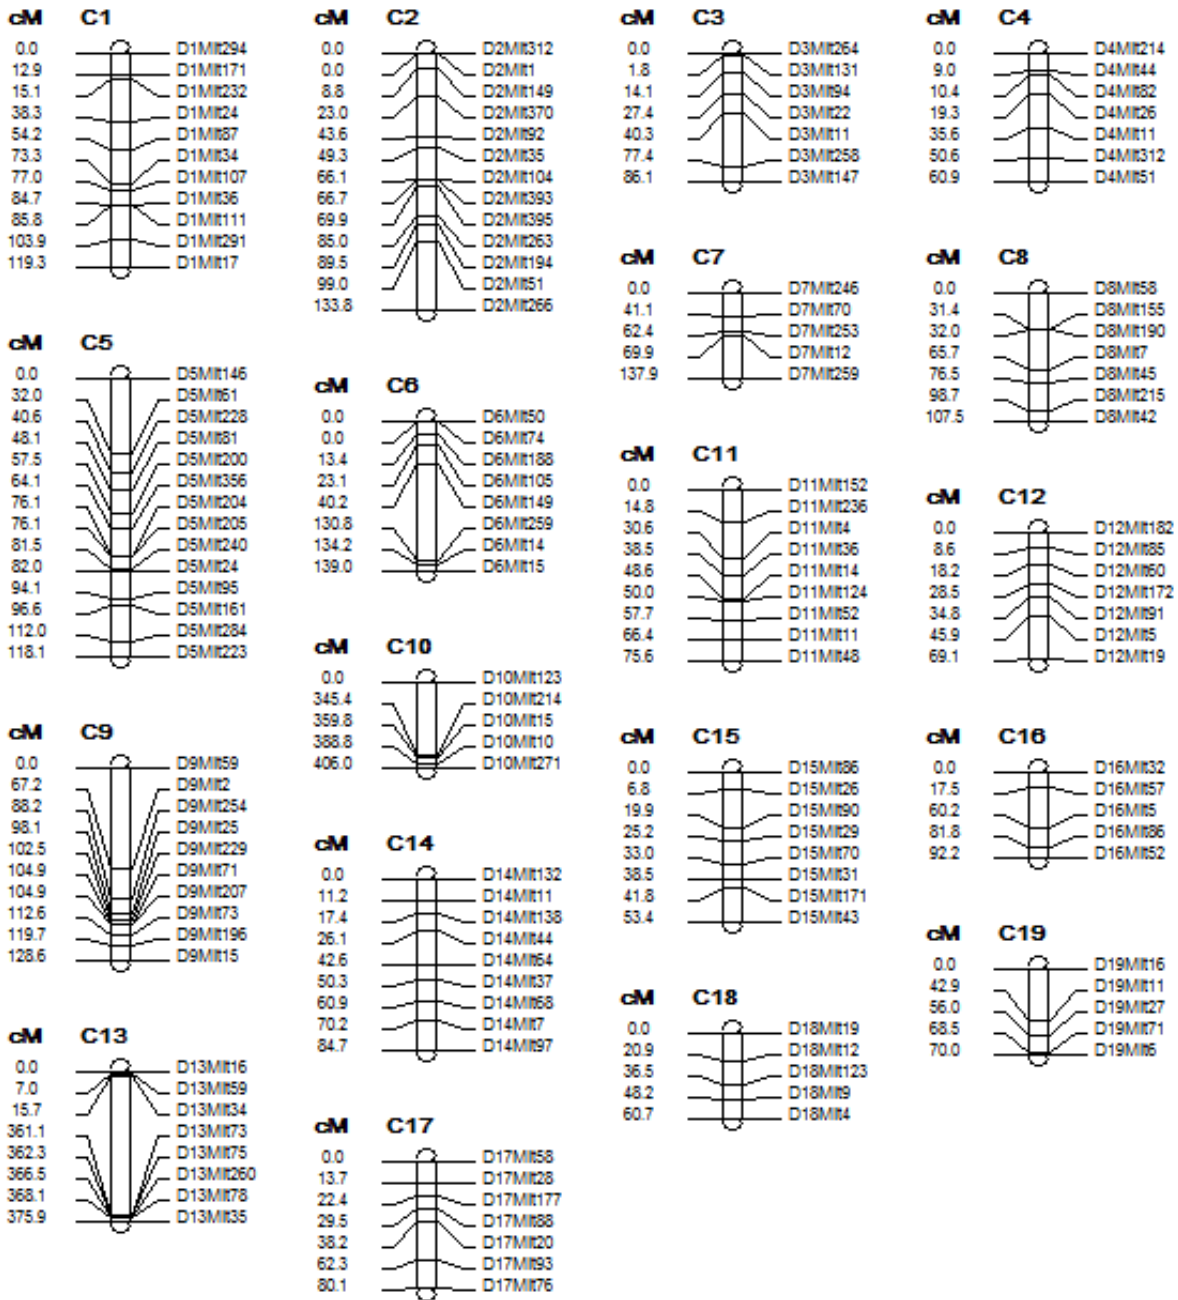 cM C1
0.0 D1Mit294
12.9 D1Mit171
15.1 D1Mit232
38.3 D1Mit24
54.2 D1Mit87
73.3 D1Mit34
77.0 D1Mit107
84.7 D1Mit36
85.8 D1Mit111
103.9 D1Mit291
119.3 D1Mit17
cM C2
0.0 D2Mit312
0.0 D2Mit1
8.8 D2Mit149
23.0 D2Mit370
43.6 D2Mit92
49.3 D2Mit35
66.1 D2Mit104
66.7 D2Mit393
69.9 D2Mit395
85.0 D2Mit263
89.5 D2Mit194
99.0 D2Mit51
133.8 D2Mit266
cM C3
0.0 D3Mit264
1.8 D3Mit131
14.1 D3Mit94
27.4 D3Mit22
40.3 D3Mit11
77.4 D3Mit258
86.1 D3Mit147
cM C4
0.0 D4Mit214
9.0 D4Mit44
10.4 D4Mit82
19.3 D4Mit26
35.6 D4Mit11
50.6 D4Mit312
60.9 D4Mit51
cM C5
0.0 D5Mit146
32.0 D5Mit61
40.6 D5Mit228
48.1 D5Mit81
57.5 D5Mit200
64.1 D5Mit356
76.1 D5Mit204
76.1 D5Mit205
81.5 D5Mit240
82.0 D5Mit24
94.1 D5Mit95
96.6 D5Mit161
112.0 D5Mit284
118.1 D5Mit223
cM C6
0.0 D6Mit50
0.0 D6Mit74
13.4 D6Mit188
23.1 D6Mit105
40.2 D6Mit149
130.8 D6Mit259
134.2 D6Mit14
139.0 D6Mit15
cM C7
0.0 D7Mit246
41.1 D7Mit70
62.4 D7Mit253
69.9 D7Mit12
137.9 D7Mit259
cM C8
0.0 D8Mit58
31.4 D8Mit155
32.0 D8Mit190
65.7 D8Mit7
76.5 D8Mit45
98.7 D8Mit215
107.5 D8Mit42
cM C9
0.0 D9Mit59
67.2 D9Mit2
88.2 D9Mit254
98.1 D9Mit25
102.5 D9Mit229
104.9 D9Mit71
104.9 D9Mit207
112.6 D9Mit73
119.7 D9Mit196
128.6 D9Mit15
cM C10
0.0 D10Mit123
345.4 D10Mit214
359.8 D10Mit15
388.8 D10Mit10
406.0 D10Mit271
cM C11
0.0 D11Mit152
14.8 D11Mit236
30.6 D11Mit4
38.5 D11Mit36
48.6 D11Mit14
50.0 D11Mit124
57.7 D11Mit52
66.4 D11Mit11
75.6 D11Mit48
cM C12
0.0 D12Mit182
8.6 D12Mit85
18.2 D12Mit60
28.5 D12Mit172
34.8 D12Mit91
45.9 D12Mit5
69.1 D12Mit19
cM C13
0.0 D13Mit16
7.0 D13Mit59
15.7 D13Mit34
361.1 D13Mit73
362.3 D13Mit75
366.5 D13Mit260
368.1 D13Mit78
375.9 D13Mit35
cM C14
0.0 D14Mit132
11.2 D14Mit11
17.4 D14Mit138
26.1 D14Mit44
42.6 D14Mit64
50.3 D14Mit37
60.9 D14Mit68
70.2 D14Mit7
84.7 D14Mit97
cM C15
0.0 D15Mit86
6.8 D15Mit26
19.9 D15Mit90
25.2 D15Mit29
33.0 D15Mit70
38.5 D15Mit31
41.8 D15Mit171
53.4 D15Mit43
cM C16
0.0 D16Mit32
17.5 D16Mit57
60.2 D16Mit5
81.8 D16Mit86
92.2 D16Mit52
cM C17
0.0 D17Mit58
13.7 D17Mit28
22.4 D17Mit177
29.5 D17Mit88
38.2 D17Mit20
62.3 D17Mit93
80.1 D17Mit76
cM C18
0.0 D18Mit19
20.9 D18Mit12
36.5 D18Mit123
48.2 D18Mit9
60.7 D18Mit4
cM C19
0.0 D19Mit16
42.9 D19Mit11
56.0 D19Mit27
68.5 D19Mit71
70.0 D19Mit6